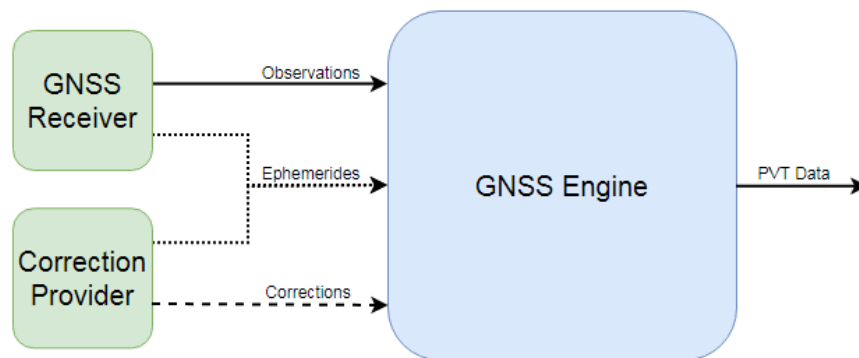 GNSS
Receiver
Observations
Ephemerides
GNSS Engine
PVT Data
Correction
Provider
Corrections